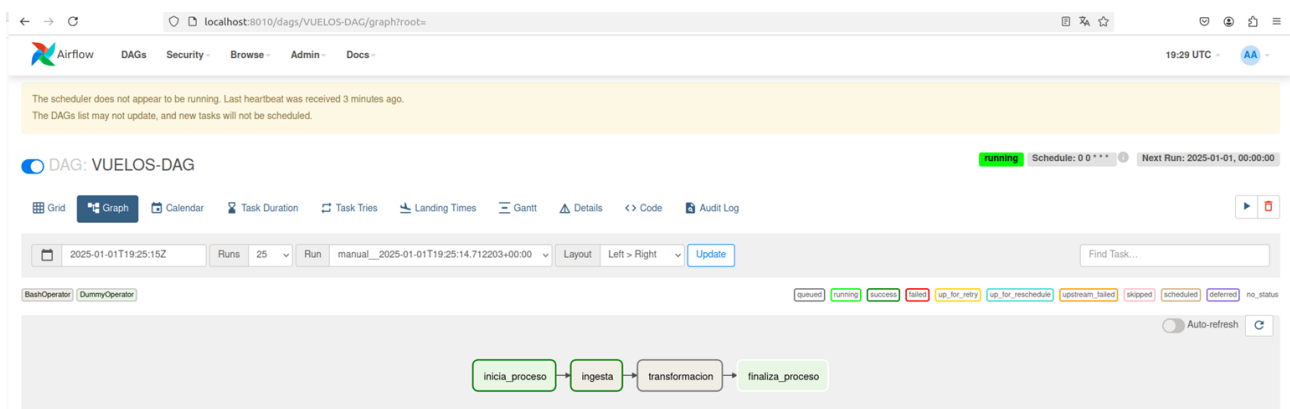 localhost:8010/dags/VUELOS-DAG/graph?root=
Airflow DAGs Security Browse Admin Docs 19:29 UTC AA
The scheduler does not appear to be running. Last heartbeat was received 3 minutes ago.
The DAGs list may not update, and new tasks will not be scheduled.
DAG: VUELOS-DAG running Schedule: 0 0 * * * i Next Run: 2025-01-01, 00:00:00
Grid Graph Calendar Task Duration Task Tries Landing Times Gantt Details <> Code Audit Log
2025-01-01T19:25:15Z Runs 25 Run manual__2025-01-01T19:25:14.712203+00:00 Layout Left > Right Update Find Task...
BashOperator DummyOperator queued running success failed up_for_retry up_for_reschedule upstream_failed skipped scheduled deferred no_status
Auto-refresh
inicia_proceso ingesta transformacion finaliza_proceso